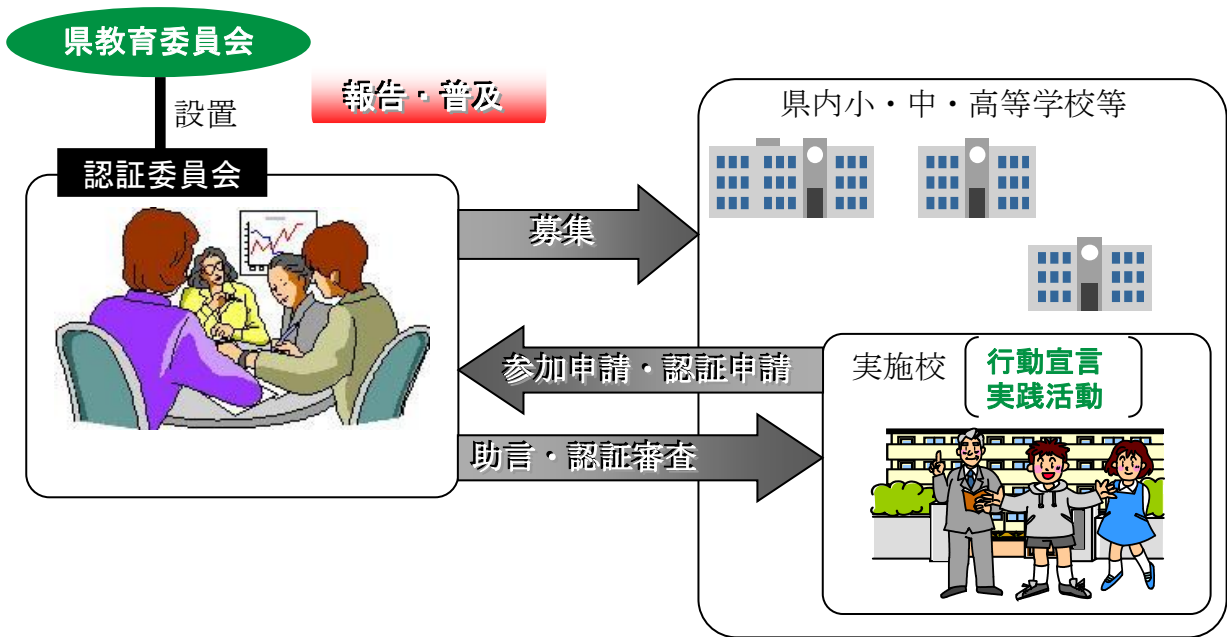 県教育委員会
設置
報告・普及
認証委員会
県内小・中・高等学校等
募集
参加申請・認証申請
実施校
行動宣言
実践活動
助言・認証審査